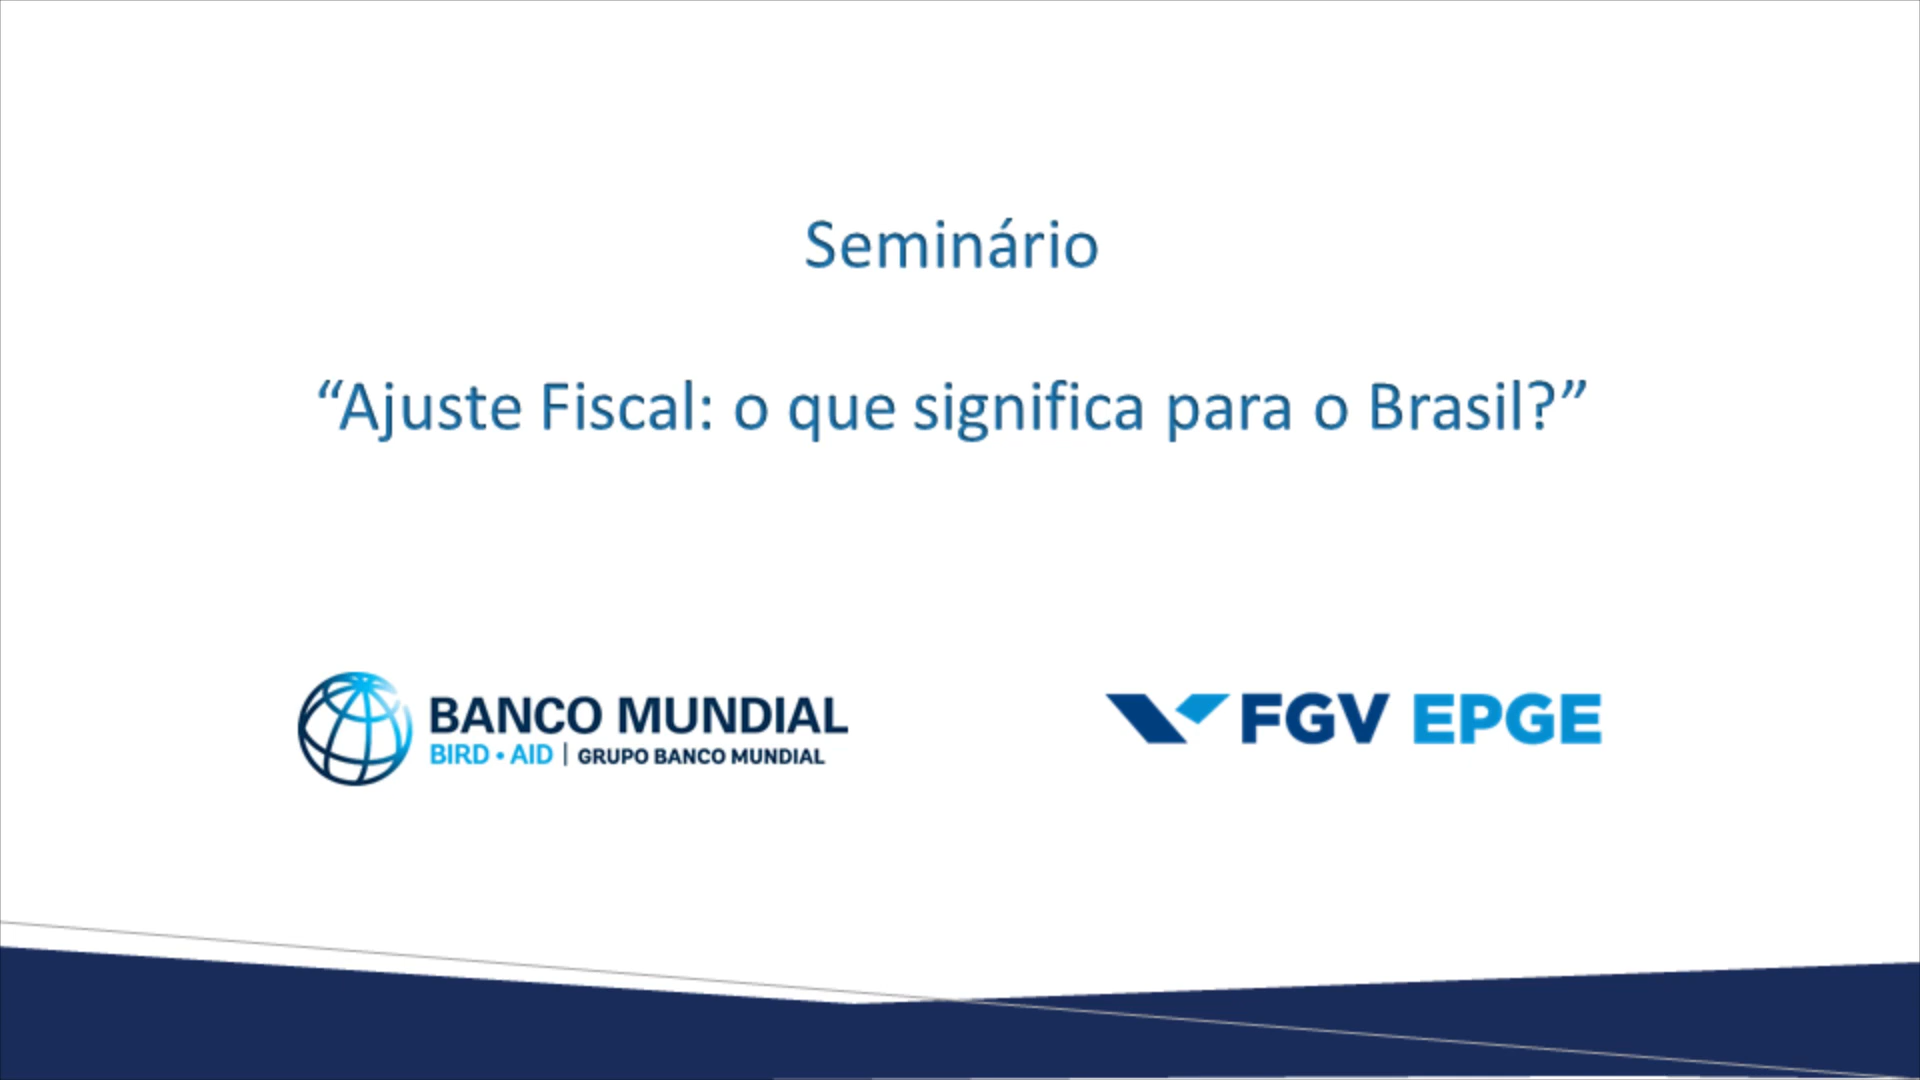 Seminário
“Ajuste Fiscal: o que significa para o Brasil?”
BANCO MUNDIAL
BIRD • AID | GRUPO BANCO MUNDIAL
FGV EPGE